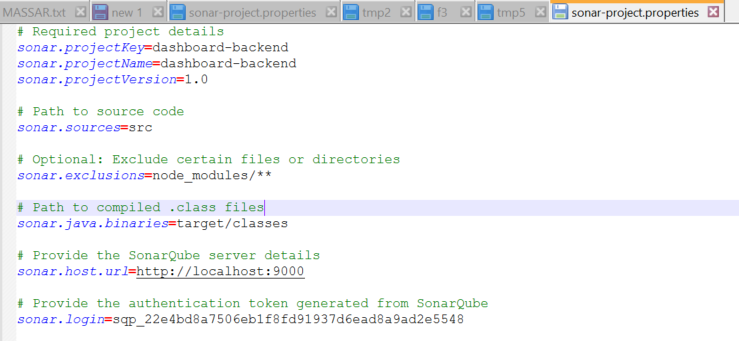 MASSAR.txt new 1 sonar-project.properties tmp2 f3 tmp5 sonar-project.properties
# Required project details
sonar.projectKey=dashboard-backend
sonar.projectName=dashboard-backend
sonar.projectVersion=1.0
# Path to source code
sonar.sources=src
# Optional: Exclude certain files or directories
sonar.exclusions=node_modules/**
# Path to compiled .class files
sonar.java.binaries=target/classes
# Provide the SonarQube server details
sonar.host.url=http://localhost:9000
# Provide the authentication token generated from SonarQube
sonar.login=sqp_22e4bd8a7506eb1f8fd91937d6ead8a9ad2e5548